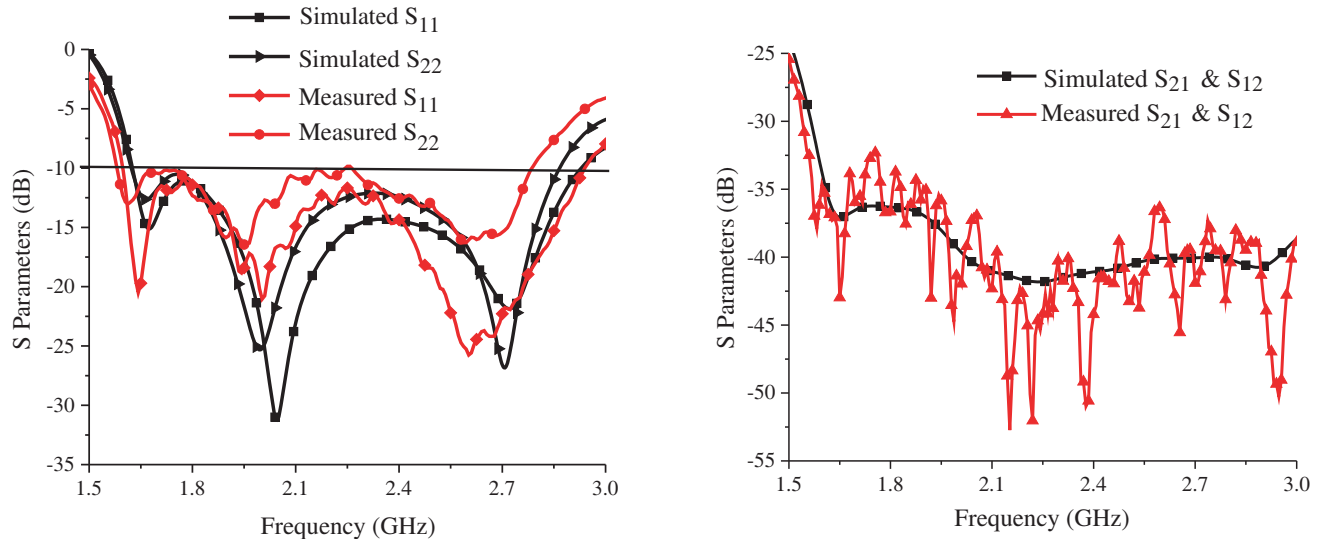 Simulated S11
Simulated S22
Measured S11
Measured S22
0
-5
-10
-15
-20
-25
-30
-35
S Parameters (dB)
1.5
1.8
2.1
2.4
2.7
3.0
Frequency (GHz)
Simulated S21 & S12
Measured S21 & S12
-25
-30
-35
-40
-45
-50
-55
S Parameters (dB)
1.5
1.8
2.1
2.4
2.7
3.0
Frequency (GHz)